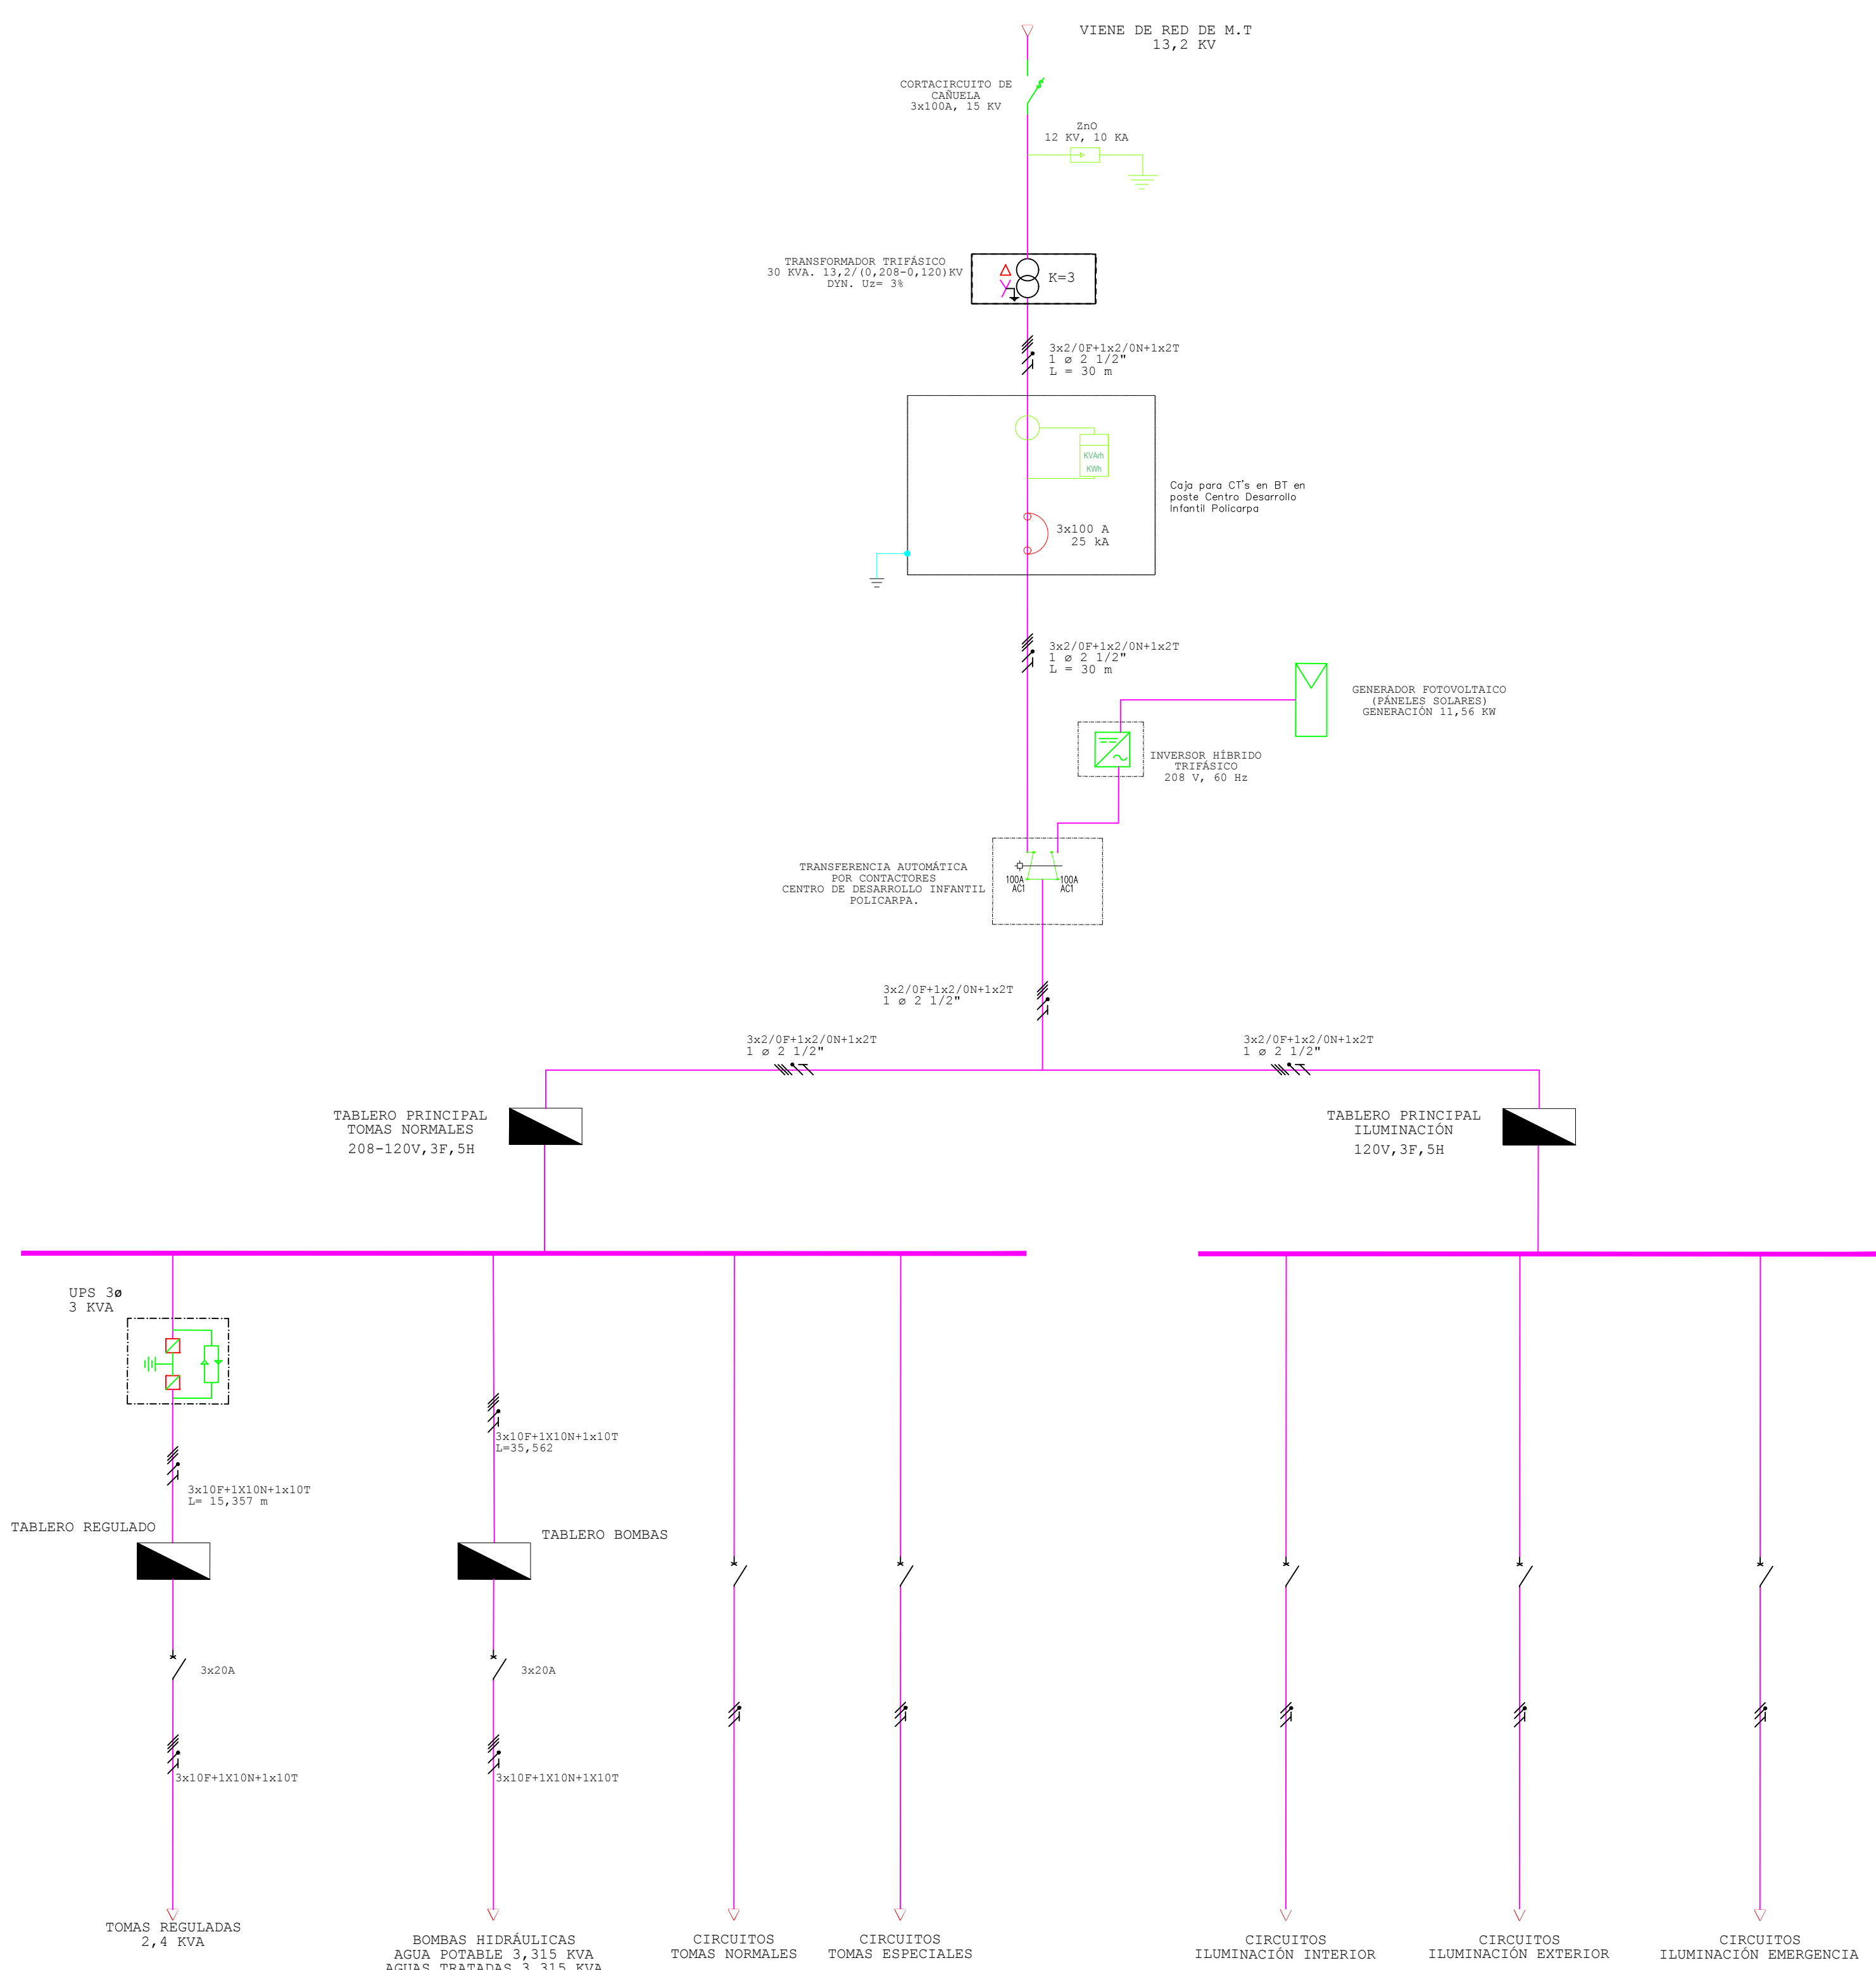 VIENE DE RED DE M.T
13,2 KV
CORTACIRCUITO DE
CAÑUELA
3x100A, 15 KV
ZnO
12 KV, 10 KA
TRANSFORMADOR TRIFÁSICO
30 KVA. 13,2/(0,208-0,120)KV
DYN. Uz= 3%
K=3
3x2/0F+1x2/0N+1x2T
1 ø 2 1/2"
L = 30 m
KVArh
KWh
Caja para CT's en BT en
poste Centro Desarrollo
Infantil Policarpa
3x100 A
25 kA
3x2/0F+1x2/0N+1x2T
1 ø 2 1/2"
L = 30 m
GENERADOR FOTOVOLTAICO
(PÁNELES SOLARES)
GENERACIÓN 11,56 KW
INVERSOR HÍBRIDO
TRIFÁSICO
208 V, 60 Hz
TRANSFERENCIA AUTOMÁTICA
POR CONTACTORES
CENTRO DE DESARROLLO INFANTIL
POLICARPA.
100A
AC1
100A
AC1
3x2/0F+1x2/0N+1x2T
1 ø 2 1/2"
3x2/0F+1x2/0N+1x2T
1 ø 2 1/2"
3x2/0F+1x2/0N+1x2T
1 ø 2 1/2"
TABLERO PRINCIPAL
TOMAS NORMALES
208-120V,3F,5H
TABLERO PRINCIPAL
ILUMINACIÓN
120V,3F,5H
UPS 3ø
3 KVA
3x10F+1X10N+1x10T
L=35,562
3x10F+1X10N+1x10T
L= 15,357 m
TABLERO REGULADO
TABLERO BOMBAS
3x20A
3x20A
3x10F+1X10N+1x10T
3x10F+1X10N+1X10T
TOMAS REGULADAS
2,4 KVA
BOMBAS HIDRÁULICAS
AGUA POTABLE 3,315 KVA
AGUAS TRATADAS 3,315 KVA
CIRCUITOS
TOMAS NORMALES
CIRCUITOS
TOMAS ESPECIALES
CIRCUITOS
ILUMINACIÓN INTERIOR
CIRCUITOS
ILUMINACIÓN EXTERIOR
CIRCUITOS
ILUMINACIÓN EMERGENCIA